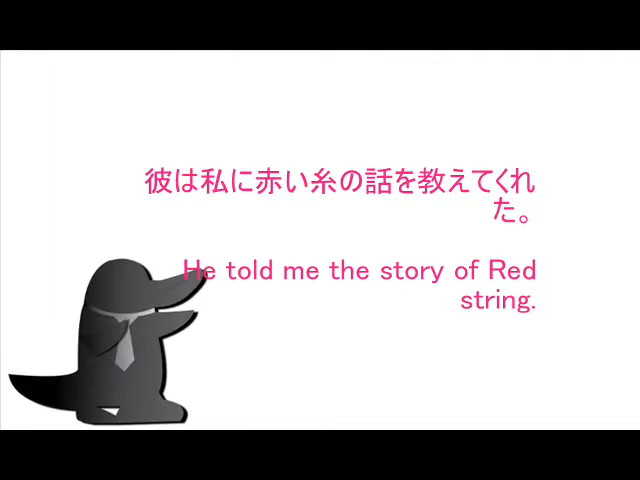 彼は私に赤い糸の話を教えてくれ
た。
He told me the story of Red
string.